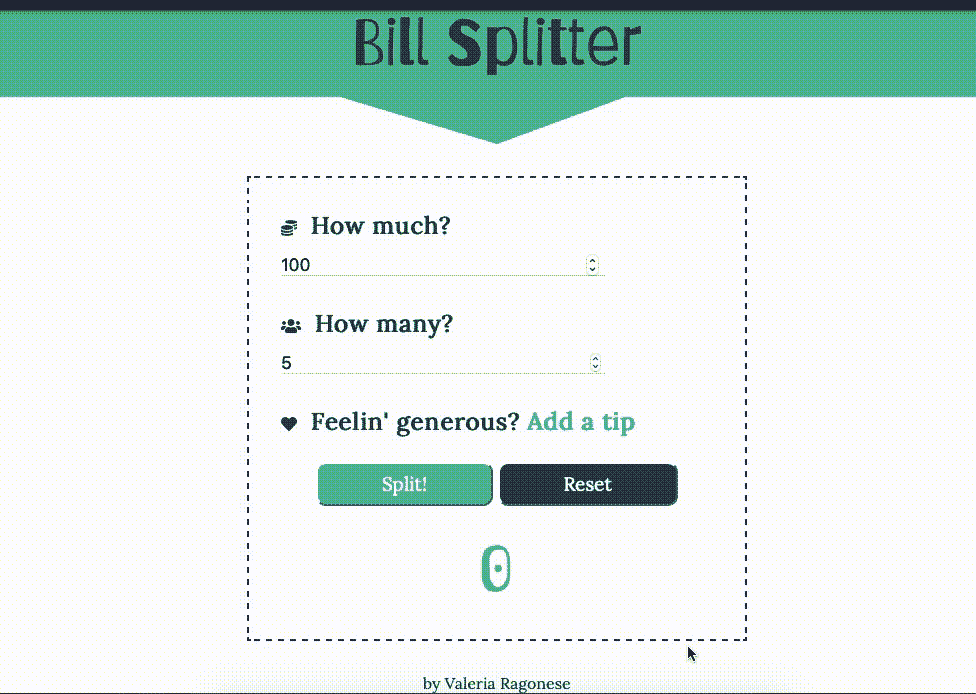 Bill Splitter
How much?
100
How many?
5
Feelin' generous? Add a tip
Split! Reset
0
by Valeria Ragonese